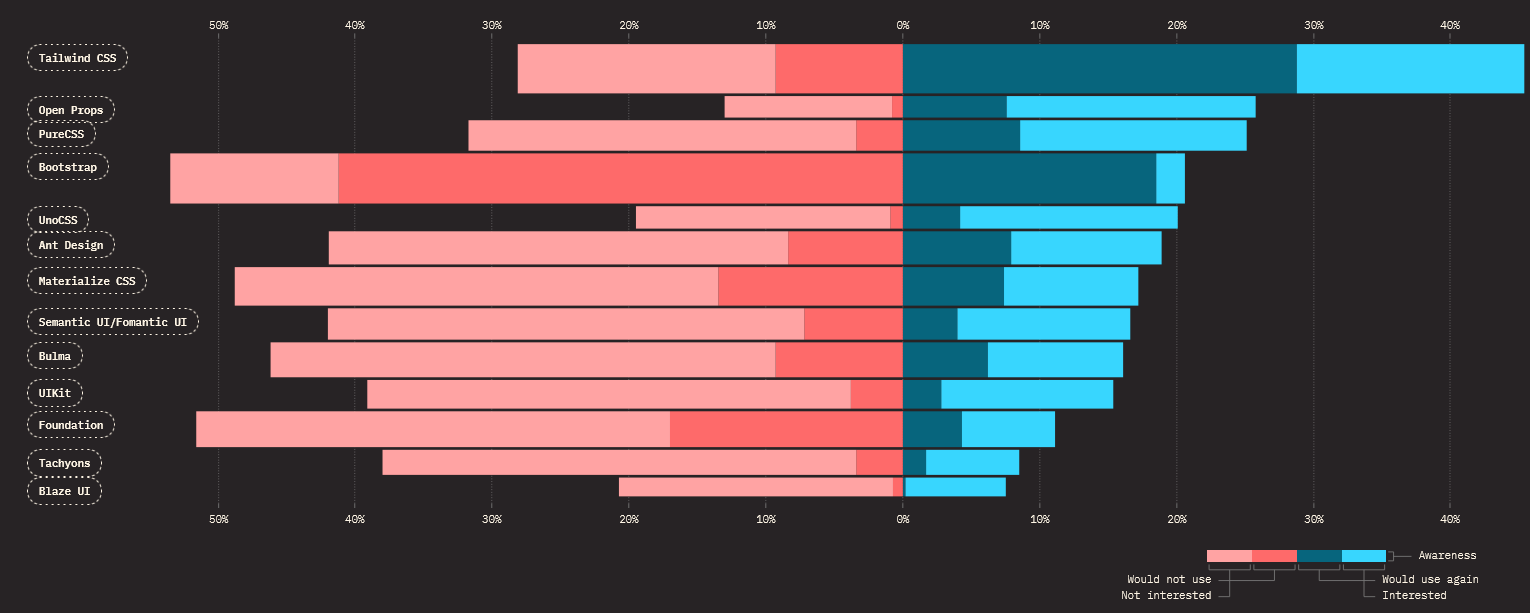 50% 40% 30% 20% 10% 0% 10% 20% 30% 40%
Tailwind CSS
Open Props
PureCSS
Bootstrap
UnoCSS
Ant Design
Materialize CSS
Semantic UI/Fomantic UI
Bulma
UIKit
Foundation
Tachyons
Blaze UI
50% 40% 30% 20% 10% 0% 10% 20% 30% 40%
Awareness
Would not use Would use again
Not interested Interested